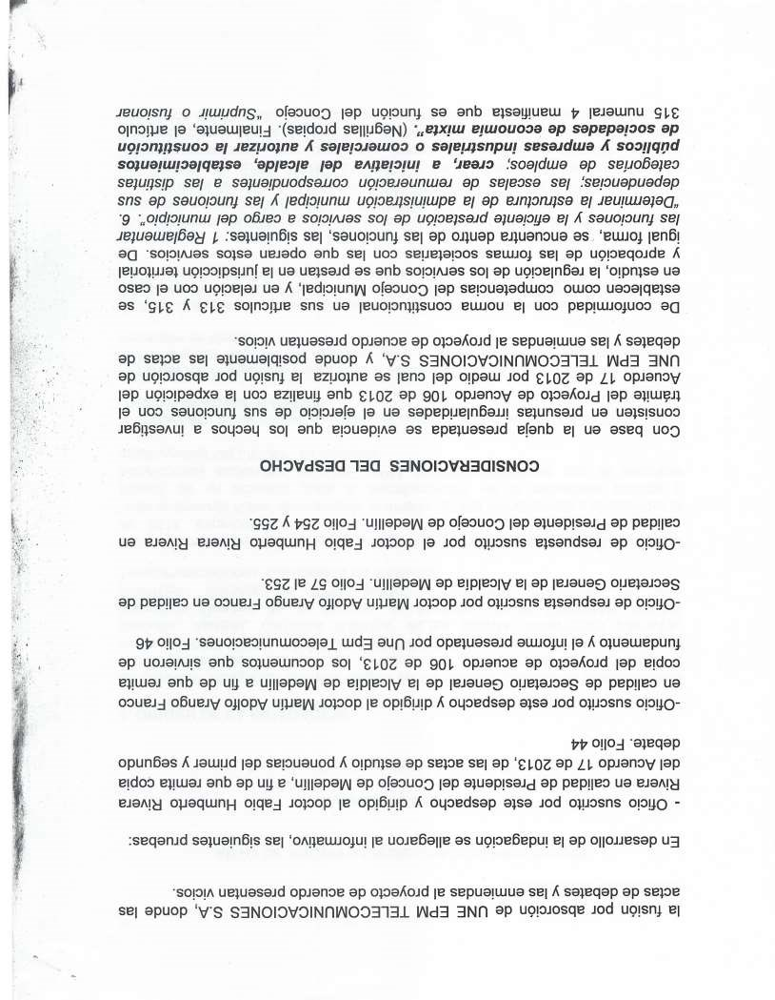 la fusión por absorción de UNE EPM TELECOMUNICACIONES S.A, donde las
actas de debates y las enmiendas al proyecto de acuerdo presentan vicios.
En desarrollo de la indagación se allegaron al informativo, las siguientes pruebas:
- Oficio suscrito por este despacho y dirigido al doctor Fabio Humberto Rivera
Rivera en calidad de Presidente del Concejo de Medellín, a fin de que remita copia
del Acuerdo 17 de 2013, de las actas de estudio y ponencias del primer y segundo
debate. Folio 44
-Oficio suscrito por este despacho y dirigido al doctor Martín Adolfo Arango Franco
en calidad de Secretario General de la Alcaldía de Medellín a fin de que remita
copia del proyecto de acuerdo 106 de 2013, los documentos que sirvieron de
fundamento y el informe presentado por Une Epm Telecomunicaciones. Folio 46
-Oficio de respuesta suscrito por doctor Martín Adolfo Arango Franco en calidad de
Secretario General de la Alcaldía de Medellín. Folio 57 al 253.
-Oficio de respuesta suscrito por el doctor Fabio Humberto Rivera Rivera en
calidad de Presidente del Concejo de Medellín. Folio 254 y 255.
CONSIDERACIONES DEL DESPACHO
Con base en la queja presentada se evidencia que los hechos a investigar
consisten en presuntas irregularidades en el ejercicio de sus funciones con el
trámite del Proyecto de Acuerdo 106 de 2013 que finaliza con la expedición del
Acuerdo 17 de 2013 por medio del cual se autoriza la fusión por absorción de
UNE EPM TELECOMUNICACIONES S.A, y donde posiblemente las actas de
debates y las enmiendas al proyecto de acuerdo presentan vicios.
De conformidad con la norma constitucional en sus artículos 313 y 315, se
establecen como competencias del Concejo Municipal, y en relación con el caso
en estudio, la regulación de los servicios que se prestan en la jurisdicción territorial
y aprobación de las formas societarias con las que operan estos servicios. De
igual forma, se encuentra dentro de las funciones, las siguientes: 1 Reglamentar
las funciones y la eficiente prestación de los servicios a cargo del municipio". 6.
"Determinar la estructura de la administración municipal y las funciones de sus
dependencias; las escalas de remuneración correspondientes a las distintas
categorías de empleos; crear, a iniciativa del alcalde, establecimientos
públicos y empresas industriales o comerciales y autorizar la constitución
de sociedades de economía mixta". (Negrillas propias). Finalmente, el artículo
315 numeral 4 manifiesta que es función del Concejo "Suprimir o fusionar